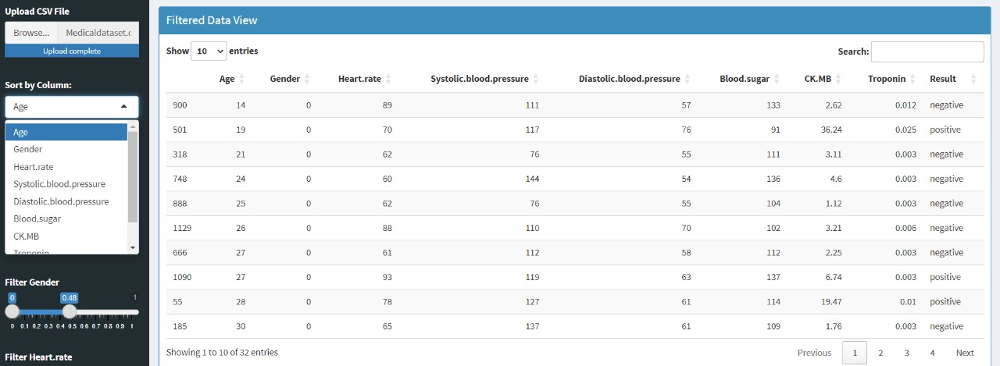 Upload CSV File
Browse... Medicaldataset.c
Upload complete
Sort by Column:
Age
Age
Gender
Heart.rate
Systolic.blood.pressure
Diastolic.blood.pressure
Blood.sugar
CK.MB
Troponin
Filter Gender
0 0.48 1
0 0.1 0.2 0.3 0.4 0.5 0.6 0.7 0.8 0.9 1
Filter Heart.rate
Filtered Data View
Show 10 entries Search:
Age Gender Heart.rate Systolic.blood.pressure Diastolic.blood.pressure Blood.sugar CK.MB Troponin Result
900 14 0 89 111 57 133 2.62 0.012 negative
501 19 0 70 117 76 91 36.24 0.025 positive
318 21 0 62 76 55 111 3.11 0.003 negative
748 24 0 60 144 54 136 4.6 0.003 negative
888 25 0 62 76 55 104 1.12 0.003 negative
1129 26 0 88 110 70 102 3.21 0.006 negative
666 27 0 61 112 58 112 2.25 0.003 negative
1090 27 0 93 119 63 137 6.74 0.003 positive
55 28 0 78 127 61 114 19.47 0.01 positive
185 30 0 65 137 61 109 1.76 0.003 negative
Showing 1 to 10 of 32 entries Previous 1 2 3 4 Next